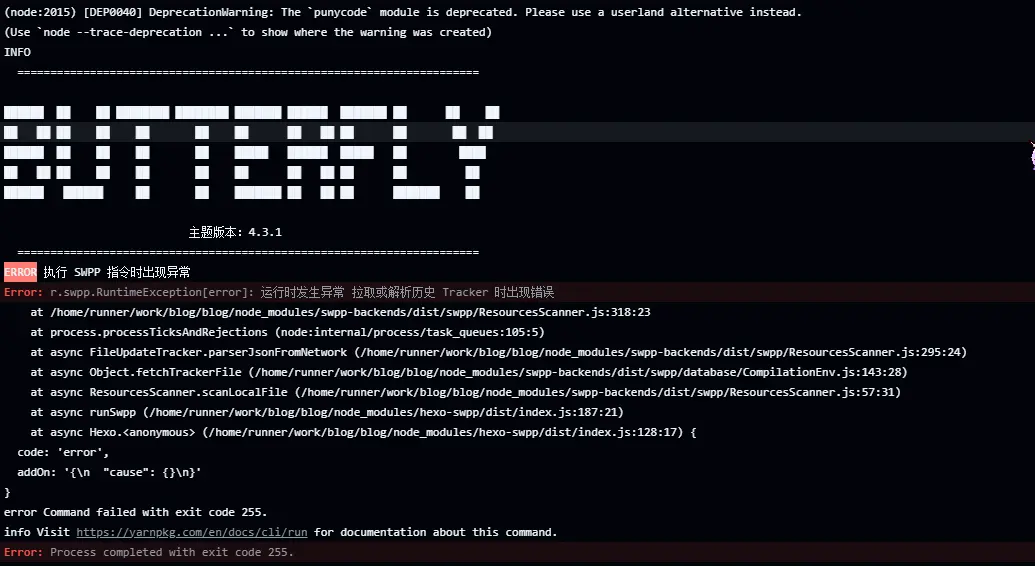 (node:2015) [DEP0040] DeprecationWarning: The `punycode` module is deprecated. Please use a userland alternative instead.
(Use `node --trace-deprecation ...` to show where the warning was created)
INFO
======================================================================
BUTTERFLY
主题版本: 4.3.1
======================================================================
ERROR 执行 SWPP 指令时出现异常
Error: r.swpp.RuntimeException[error]: 运行时发生异常 拉取或解析历史 Tracker 时出现错误
at /home/runner/work/blog/blog/node_modules/swpp-backends/dist/swpp/ResourcesScanner.js:318:23
at process.processTicksAndRejections (node:internal/process/task_queues:105:5)
at async FileUpdateTracker.parserJsonFromNetwork (/home/runner/work/blog/blog/node_modules/swpp-backends/dist/swpp/ResourcesScanner.js:295:24)
at async Object.fetchTrackerFile (/home/runner/work/blog/blog/node_modules/swpp-backends/dist/swpp/database/CompilationEnv.js:143:28)
at async ResourcesScanner.scanLocalFile (/home/runner/work/blog/blog/node_modules/swpp-backends/dist/swpp/ResourcesScanner.js:57:31)
at async runSwpp (/home/runner/work/blog/blog/node_modules/hexo-swpp/dist/index.js:187:21)
at async Hexo.<anonymous> (/home/runner/work/blog/blog/node_modules/hexo-swpp/dist/index.js:128:17) {
code: 'error',
addOn: '{\n  "cause": {}\n}'
}
error Command failed with exit code 255.
info Visit https://yarnpkg.com/en/docs/cli/run for documentation about this command.
Error: Process completed with exit code 255.